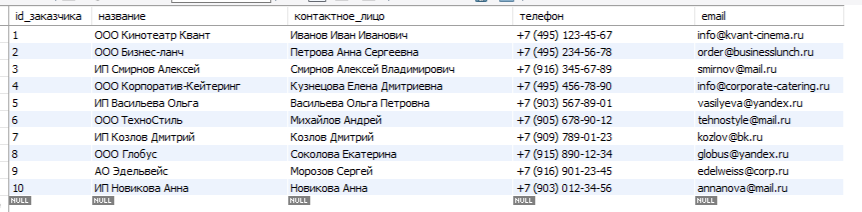 id_заказчика название контактное_лицо телефон email
1 ООО Кинотеатр Квант Иванов Иван Иванович +7 (495) 123-45-67 info@kvant-cinema.ru
2 ООО Бизнес-ланч Петрова Анна Сергеевна +7 (495) 234-56-78 order@businesslunch.ru
3 ИП Смирнов Алексей Смирнов Алексей Владимирович +7 (916) 345-67-89 smirnov@mail.ru
4 ООО Корпоратив-Кейтеринг Кузнецова Елена Дмитриевна +7 (495) 456-78-90 info@corporate-catering.ru
5 ИП Васильева Ольга Васильева Ольга Петровна +7 (903) 567-89-01 vasilyeva@yandex.ru
6 ООО ТехноСтиль Михайлов Андрей +7 (905) 678-90-12 tehnostyle@mail.ru
7 ИП Козлов Дмитрий Козлов Дмитрий +7 (909) 789-01-23 kozlov@bk.ru
8 ООО Глобус Соколова Екатерина +7 (915) 890-12-34 globus@yandex.ru
9 АО Эдельвейс Морозов Сергей +7 (916) 901-23-45 edelweiss@corp.ru
10 ИП Новикова Анна Новикова Анна +7 (903) 012-34-56 annanova@mail.ru
NULL NULL NULL NULL NULL